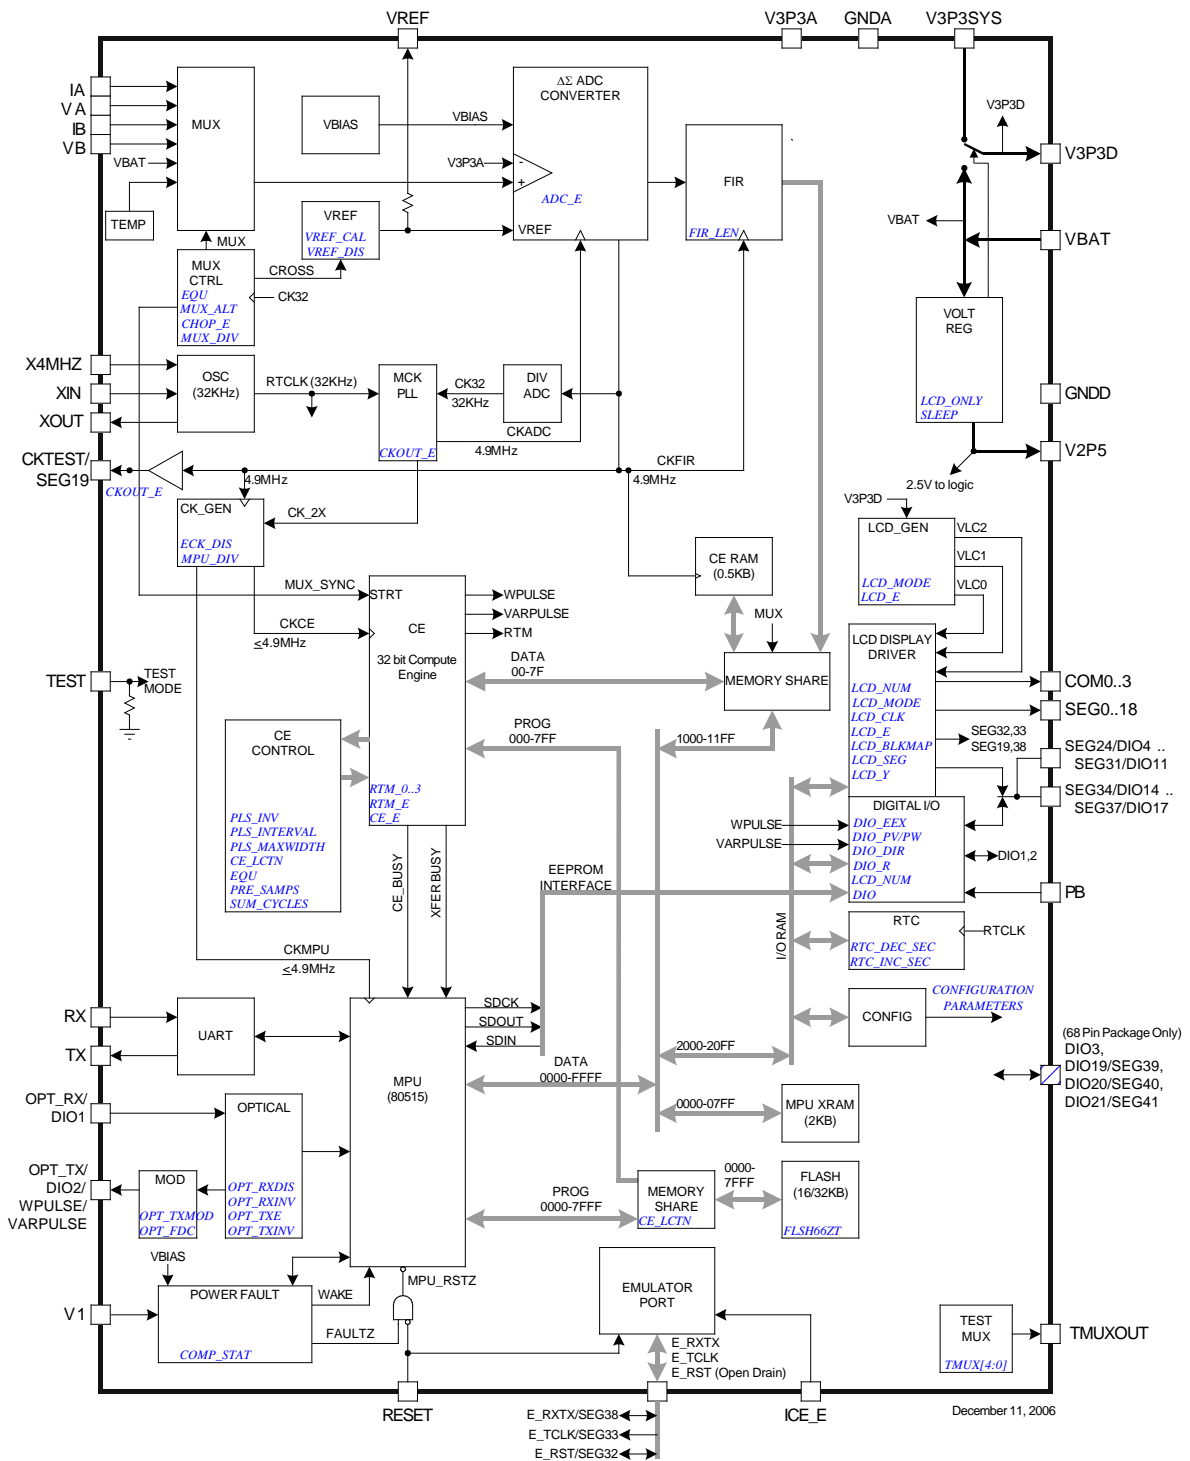 VREF
V3P3A
GNDA
V3P3SYS
IA
VA
IB
VB
VBAT
MUX
TEMP
VBIAS
VBIAS
ΔΣ ADC
CONVERTER
V3P3A
-
+
ADC_E
VREF
FIR
FIR_LEN
V3P3D
V3P3D
VBAT
VBAT
VREF
VREF_CAL
VREF_DIS
MUX
MUX
CTRL
EQU
MUX_ALT
CHOP_E
MUX_DIV
CROSS
CK32
VOLT
REG
LCD_ONLY
SLEEP
GNDD
V2P5
2.5V to logic
X4MHZ
XIN
XOUT
OSC
(32KHz)
RTCLK (32KHz)
MCK
PLL
CKOUT_E
CK32
32KHz
DIV
ADC
CKADC
4.9MHz
CKFIR
4.9MHz
CKTEST/
SEG19
CKOUT_E
4.9MHz
CK_GEN
ECK_DIS
MPU_DIV
CK_2X
V3P3D
LCD_GEN
LCD_MODE
LCD_E
VLC2
VLC1
VLC0
CE RAM
(0.5KB)
MUX_SYNC
CKCE
≤4.9MHz
STRT
CE
32 bit Compute
Engine
RTM_0..3
RTM_E
CE_E
WPULSE
VARPULSE
RTM
DATA
00-7F
MUX
MEMORY SHARE
LCD DISPLAY
DRIVER
LCD_NUM
LCD_MODE
LCD_CLK
LCD_E
LCD_BLKMAP
LCD_SEG
LCD_Y
COM0..3
SEG0..18
SEG32,33
SEG19,38
SEG24/DIO4 ..
SEG31/DIO11
SEG34/DIO14 ..
SEG37/DIO17
TEST
TEST
MODE
CE
CONTROL
PLS_INV
PLS_INTERVAL
PLS_MAXWIDTH
CE_LCTN
EQU
PRE_SAMPS
SUM_CYCLES
PROG
000-7FF
1000-11FF
WPULSE
VARPULSE
DIGITAL I/O
DIO_EEX
DIO_PV/PW
DIO_DIR
DIO_R
LCD_NUM
DIO
DIO1,2
PB
CE_BUSY
XFER BUSY
EEPROM
INTERFACE
I/O RAM
RTC
RTC_DEC_SEC
RTC_INC_SEC
RTCLK
CKMPU
≤4.9MHz
CONFIG
CONFIGURATION
PARAMETERS
(68 Pin Package Only)
DIO3,
DIO19/SEG39,
DIO20/SEG40,
DIO21/SEG41
RX
TX
UART
SDCK
SDOUT
SDIN
MPU
(80515)
2000-20FF
DATA
0000-FFFF
0000-07FF
MPU XRAM
(2KB)
OPT_RX/
DIO1
OPTICAL
OPT_RXDIS
OPT_RXINV
OPT_TXE
OPT_TXINV
OPT_TX/
DIO2/
WPULSE/
VARPULSE
MOD
OPT_TXMOD
OPT_FDC
PROG
0000-7FFF
MEMORY
SHARE
CE_LCTN
0000-
7FFF
FLASH
(16/32KB)
FLSH66ZT
VBIAS
V1
POWER FAULT
COMP_STAT
WAKE
FAULTZ
MPU_RSTZ
EMULATOR
PORT
E_RXTX
E_TCLK
E_RST (Open Drain)
TEST
MUX
TMUX[4:0]
TMUXOUT
RESET
ICE_E
December 11, 2006
E_RXTX/SEG38
E_TCLK/SEG33
E_RST/SEG32